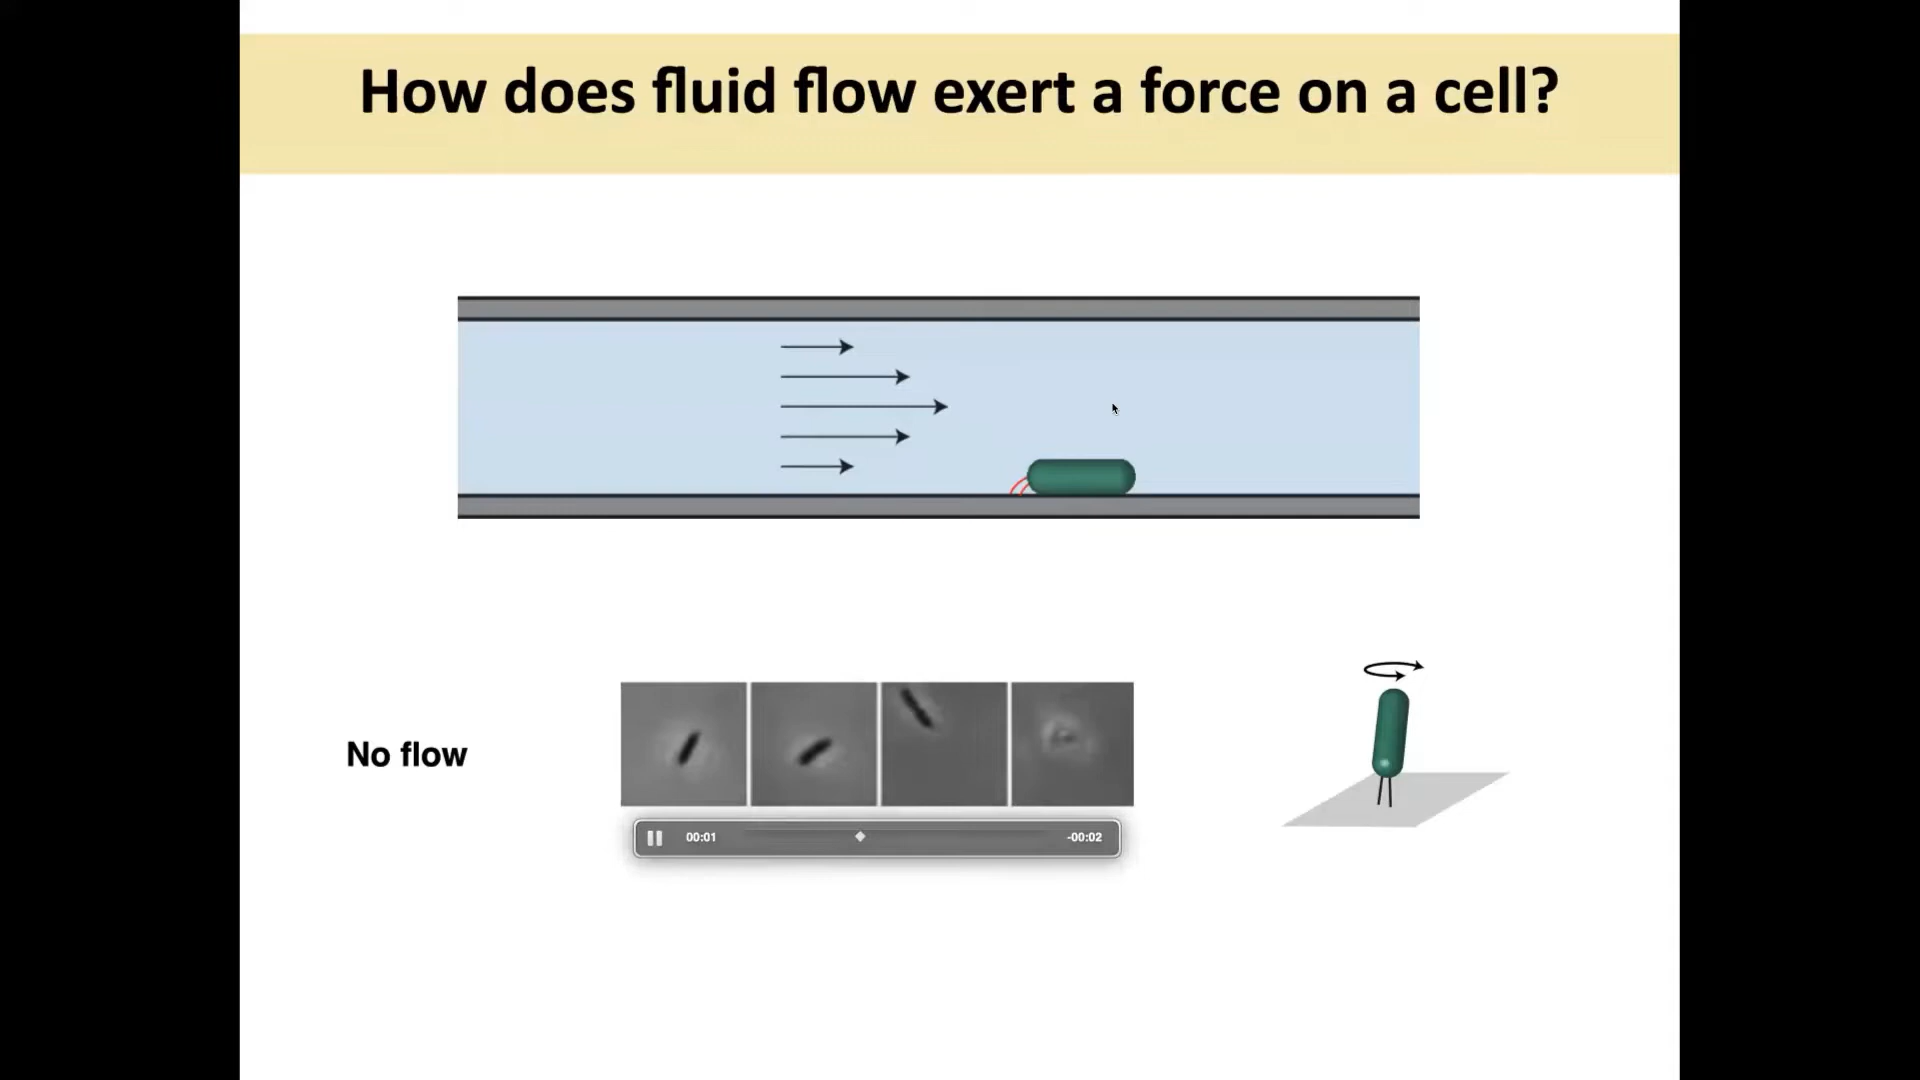 How does fluid flow exert a force on a cell?
No flow
00:01
-00:02